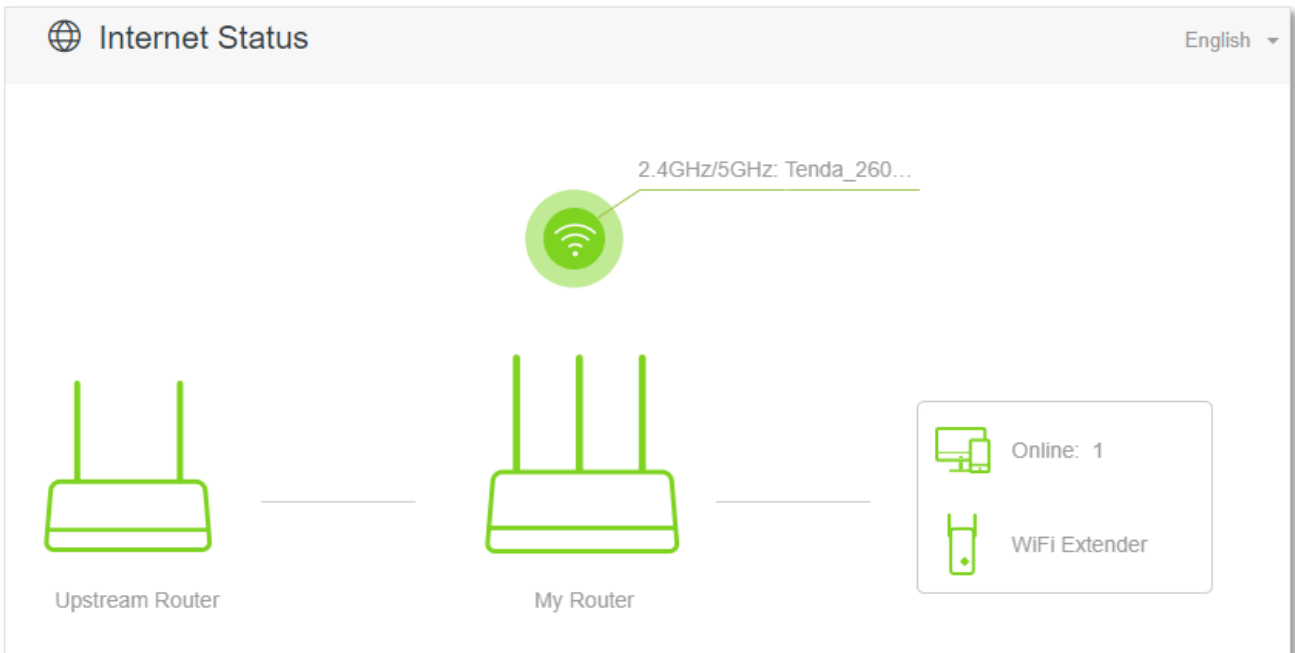 Internet Status
English
2.4GHz/5GHz: Tenda_260...
Online: 1
WiFi Extender
Upstream Router
My Router